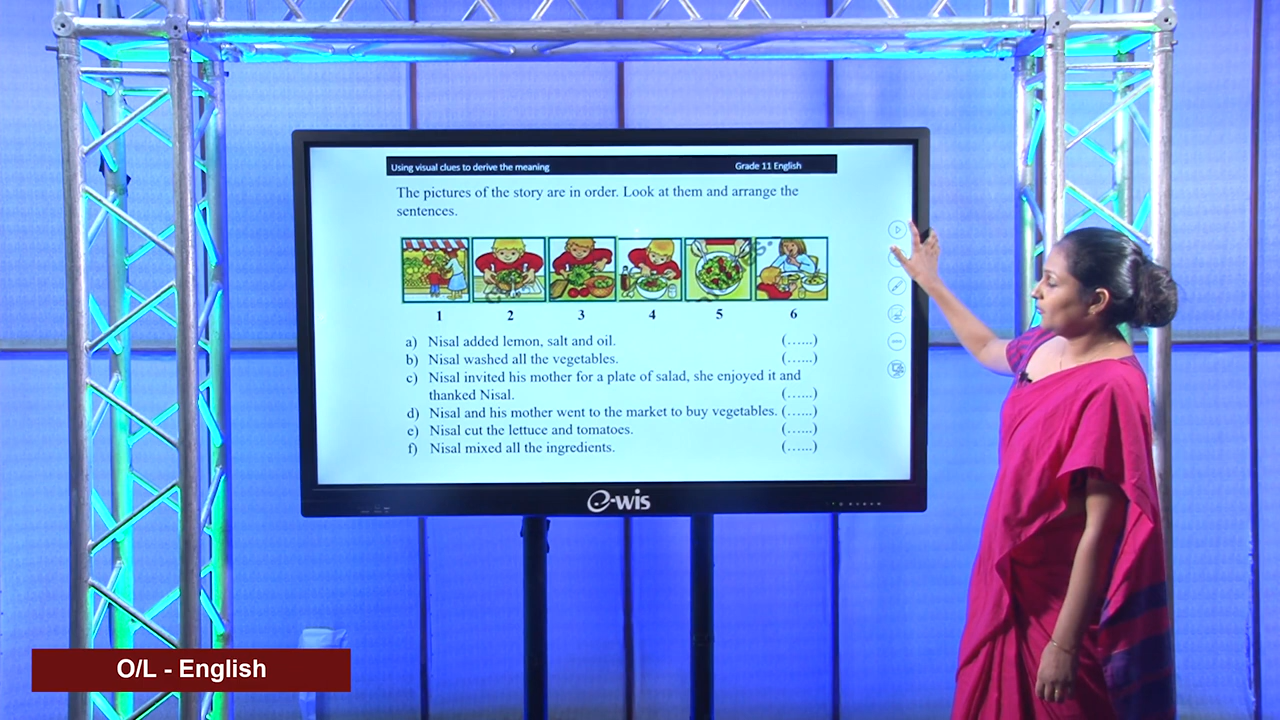 Using visual clues to derive the meaning Grade 11 English
The pictures of the story are in order. Look at them and arrange the
sentences.
1 2 3 4 5 6
a) Nisal added lemon, salt and oil. (......)
b) Nisal washed all the vegetables. (......)
c) Nisal invited his mother for a plate of salad, she enjoyed it and
thanked Nisal. (......)
d) Nisal and his mother went to the market to buy vegetables. (......)
e) Nisal cut the lettuce and tomatoes. (......)
f) Nisal mixed all the ingredients. (......)
e-wis
O/L - English